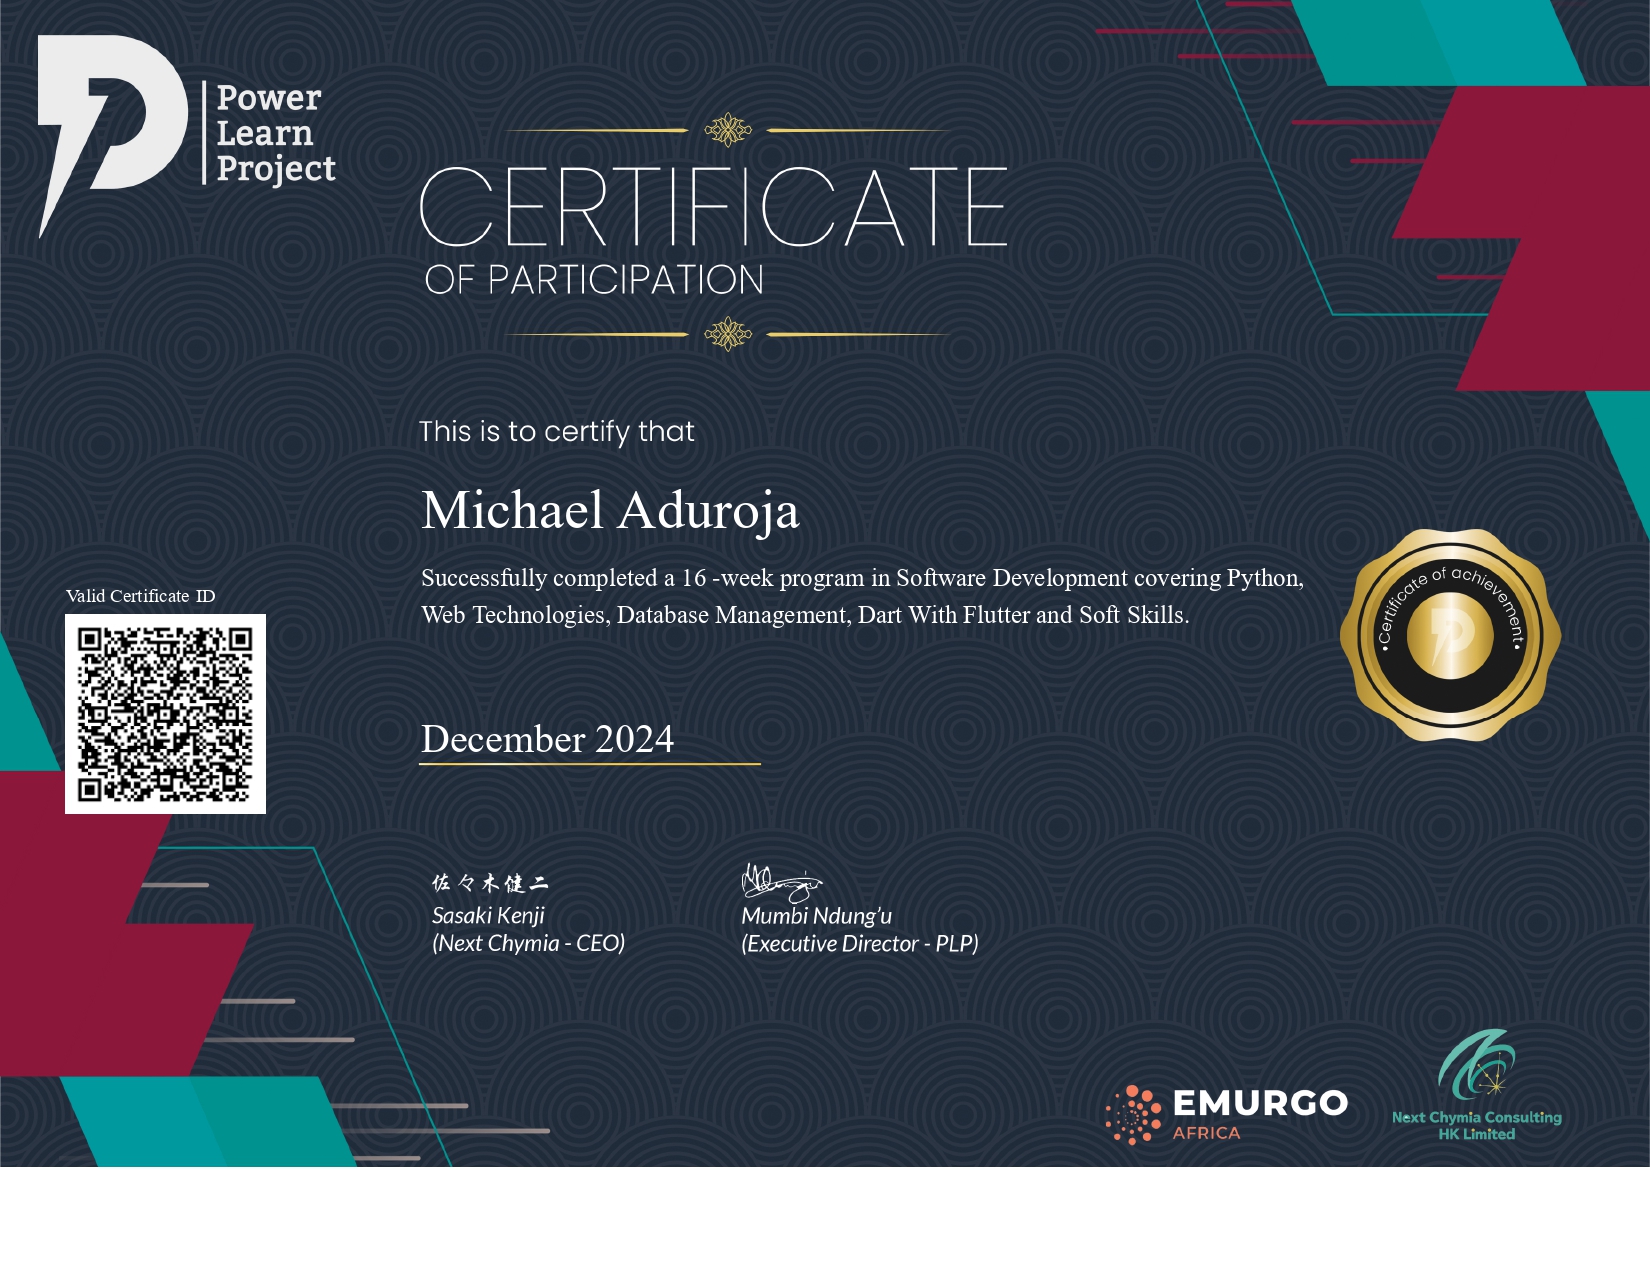 Power
Learn
Project
CERTIFICATE
OF PARTICIPATION
This is to certify that
Michael Aduroja
Successfully completed a 16 -week program in Software Development covering Python,
Web Technologies, Database Management, Dart With Flutter and Soft Skills.
Valid Certificate ID
•Certificate of achievement•
December 2024
佐々木健二
Sasaki Kenji
(Next Chymia - CEO)
Mumbi Ndung’u
(Executive Director - PLP)
EMURGO
AFRICA
Next Chymia Consulting
HK Limited